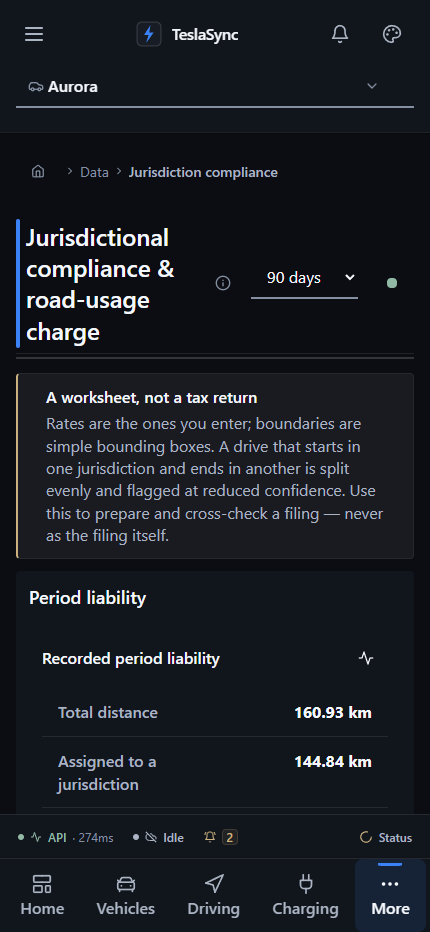 TeslaSync
Aurora
Data
Jurisdiction compliance
Jurisdictional
compliance &
road-usage
charge
90 days
A worksheet, not a tax return
Rates are the ones you enter; boundaries are
simple bounding boxes. A drive that starts in
one jurisdiction and ends in another is split
evenly and flagged at reduced confidence. Use
this to prepare and cross-check a filing — never
as the filing itself.
Period liability
Recorded period liability
Total distance 160.93 km
Assigned to a 144.84 km
jurisdiction
API · 274ms Idle 2 Status
Home Vehicles Driving Charging More